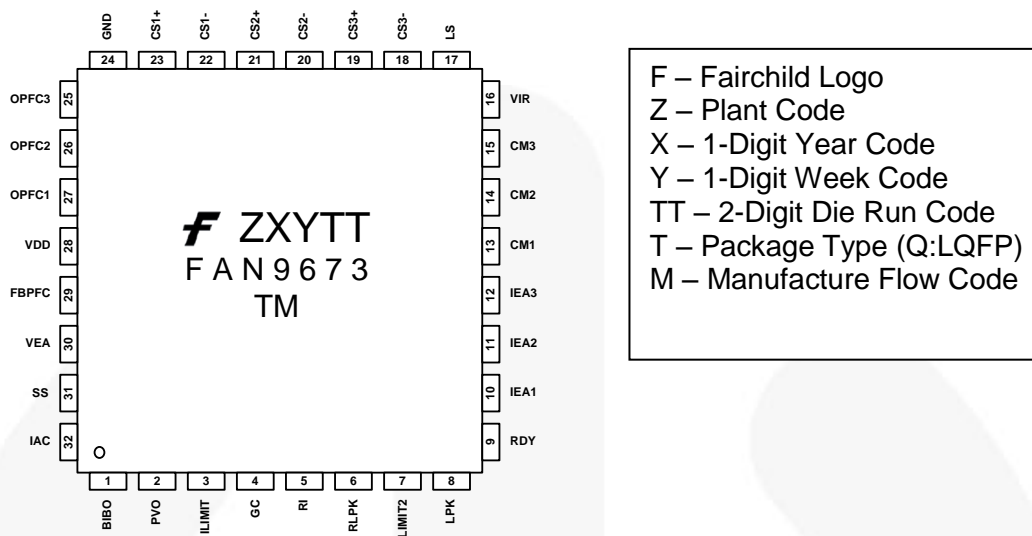 GND CS1+ CS1- CS2+ CS2- CS3+ CS3- LS
24 23 22 21 20 19 18 17
OPFC3 25 16 VIR
OPFC2 26 15 CM3
OPFC1 27 14 CM2
VDD 28 13 CM1
FBPFC 29 12 IEA3
VEA 30 11 IEA2
SS 31 10 IEA1
IAC 32 9 RDY
ZXYTT
FAN9673
TM
1 2 3 4 5 6 7 8
BIBO PVO ILIMIT GC RI RLPK LIMIT2 LPK
F – Fairchild Logo
Z – Plant Code
X – 1-Digit Year Code
Y – 1-Digit Week Code
TT – 2-Digit Die Run Code
T – Package Type (Q:LQFP)
M – Manufacture Flow Code